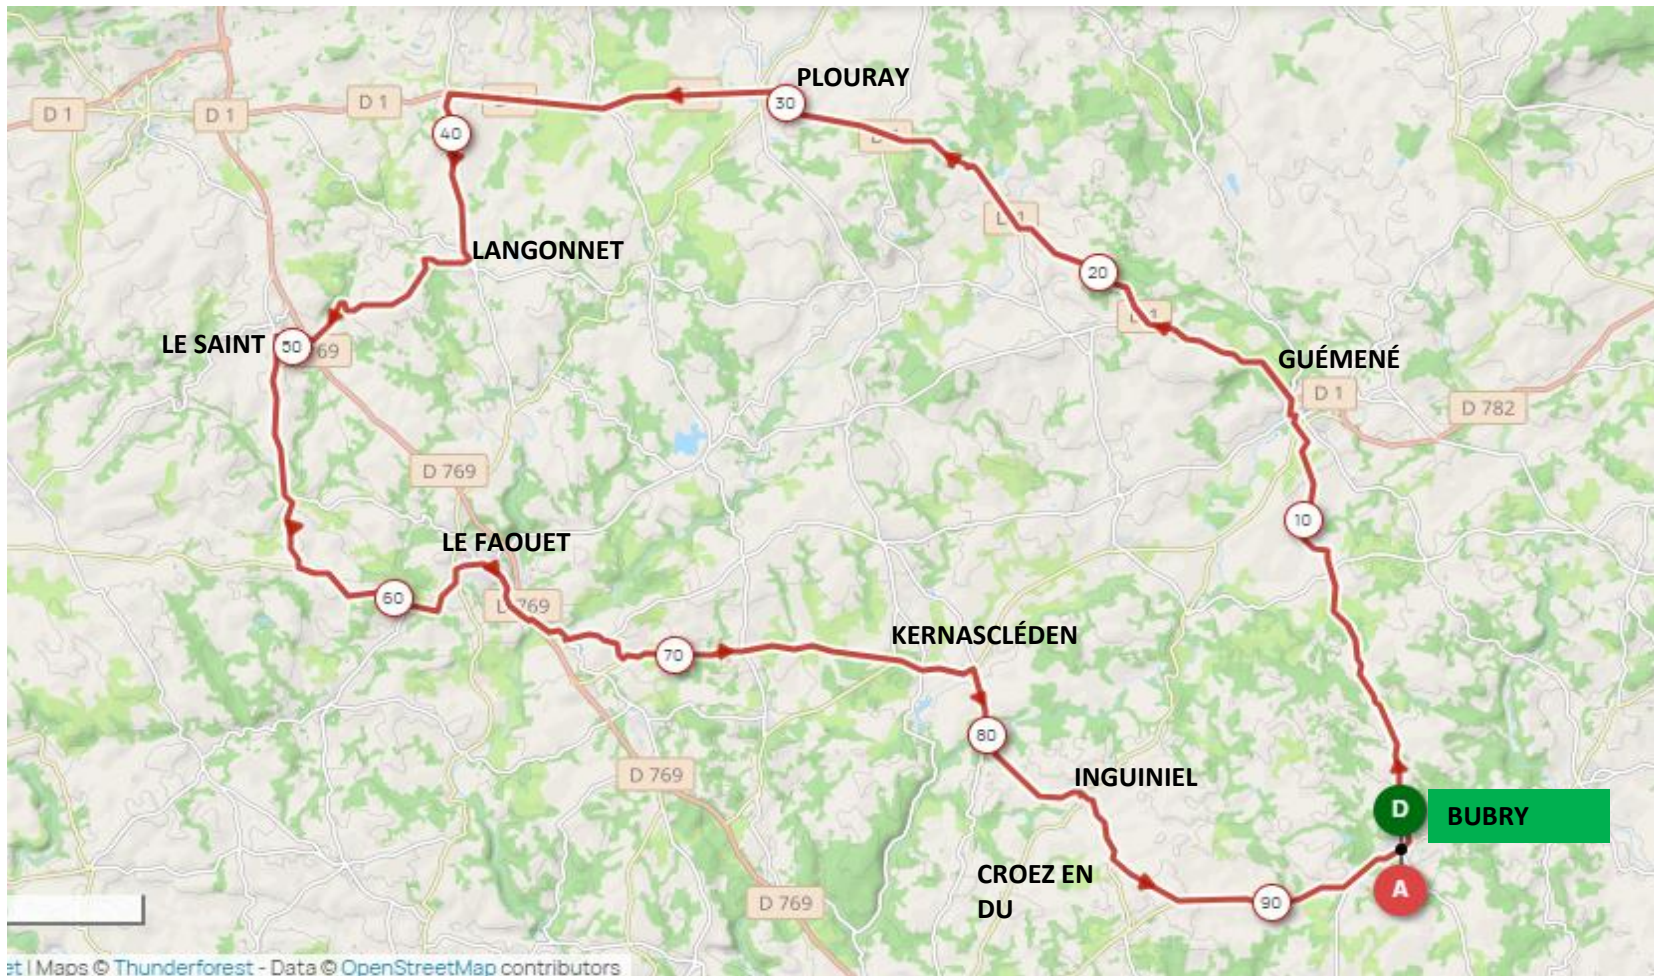 PLOURAY
30
D 1
D 1
D 1
40
LANGONNET
20
LE SAINT
50
GUÉMENÉ
D 1
D 782
D 769
10
LE FAOUET
60
KERNASCLÉDEN
70
80
D 769
INGUINIEL
D
BUBRY
CROEZ EN
DU
D 769
90
A
et | Maps © Thunderforest - Data © OpenStreetMap contributors